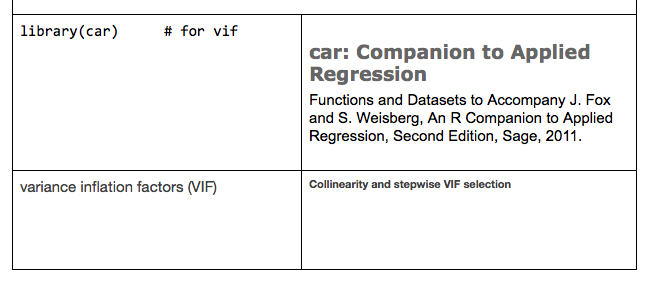 library(car)     # for vif
car: Companion to Applied
Regression
Functions and Datasets to Accompany J. Fox
and S. Weisberg, An R Companion to Applied
Regression, Second Edition, Sage, 2011.
variance inflation factors (VIF)
Collinearity and stepwise VIF selection